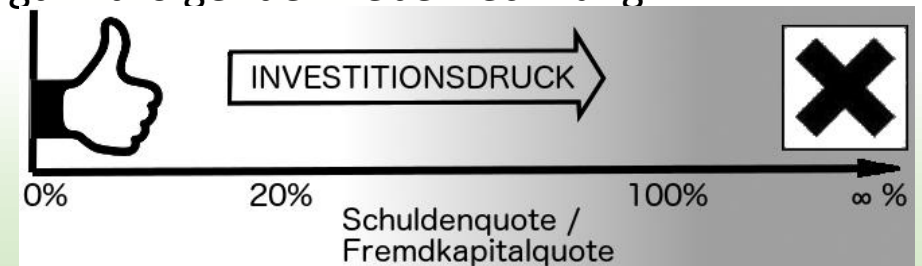 INVESTITIONSDRUCK
0% 20% 100% ∞ %
Schuldenquote /
Fremdkapitalquote